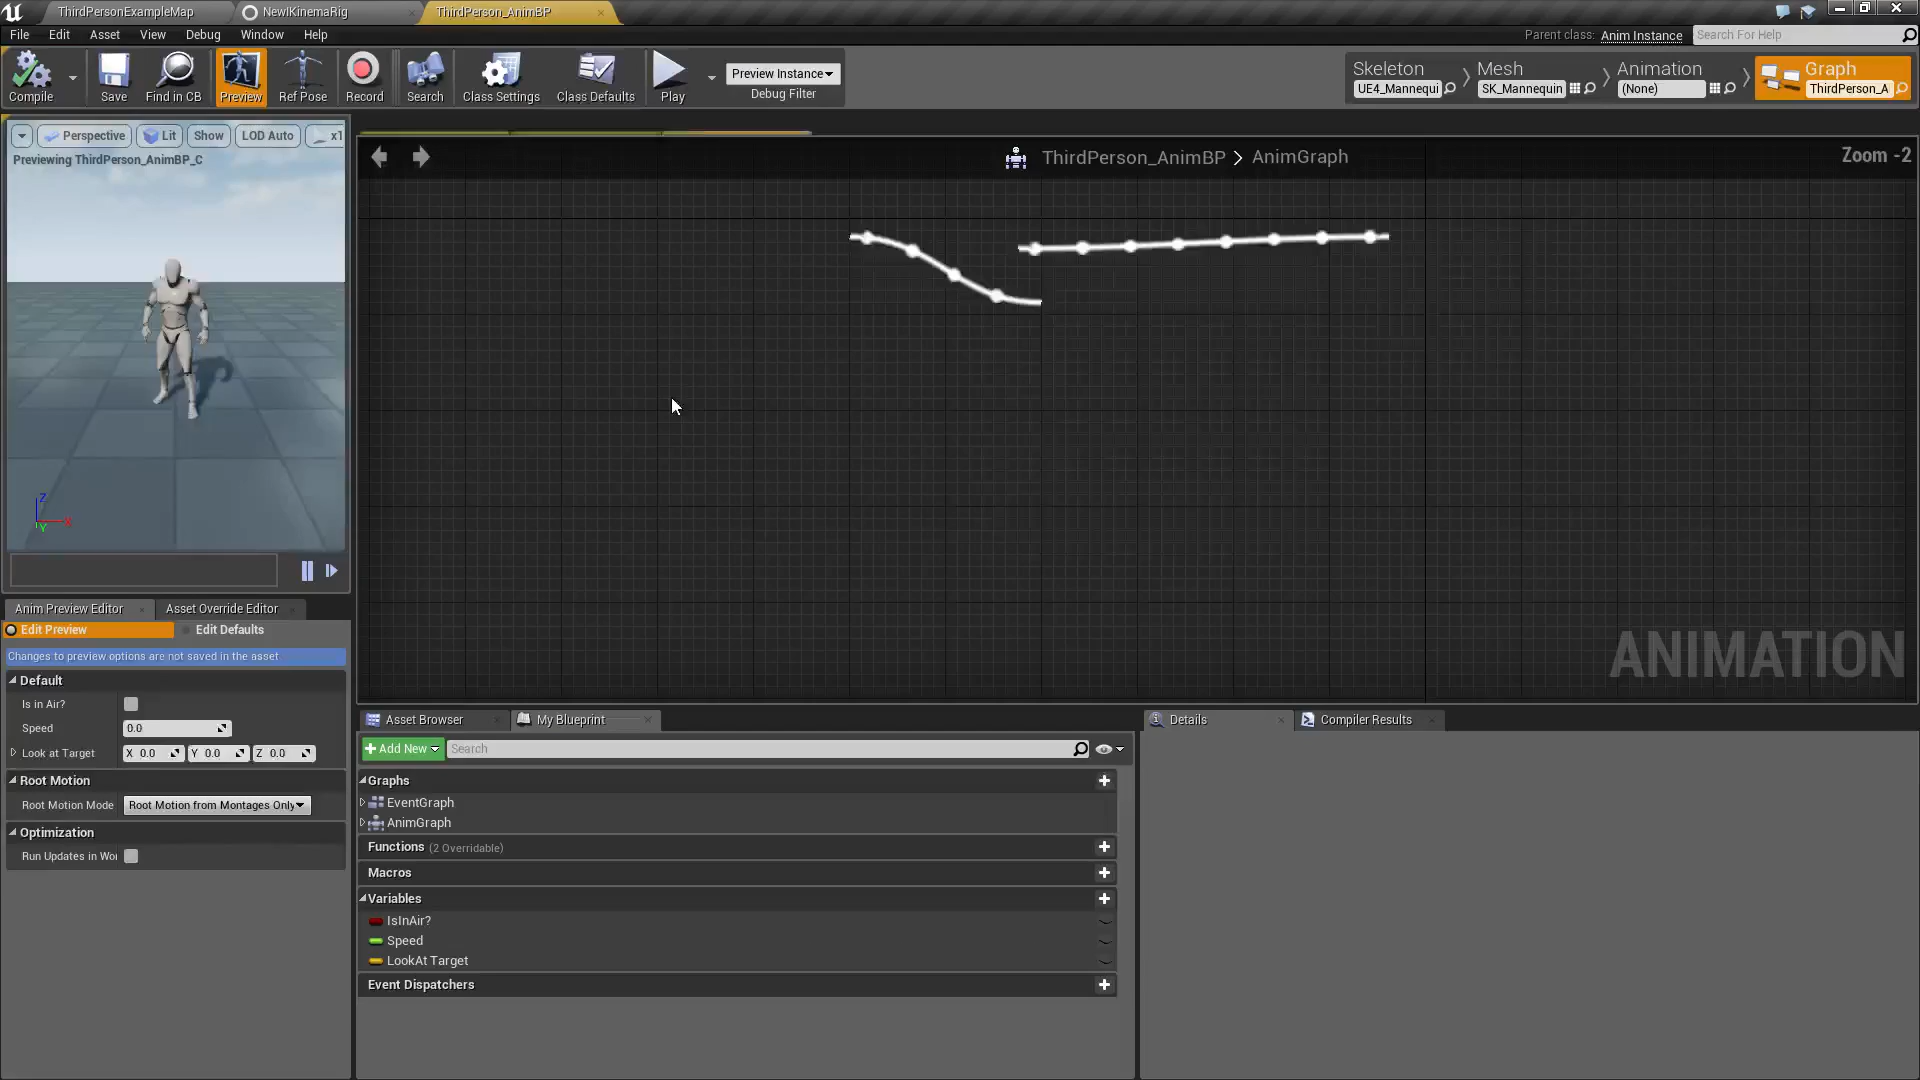 ThirdPersonExampleMap
NewIKinemaRig
ThirdPerson_AnimBP
File Edit Asset View Debug Window Help
Parent class: Anim Instance
Search For Help
Compile
Save
Find in CB
Preview
Ref Pose
Record
Search
Class Settings
Class Defaults
Play
Preview Instance
Debug Filter
Skeleton
UE4_Mannequi
Mesh
SK_Mannequin
Animation
(None)
Graph
ThirdPerson_A
Perspective Lit Show LOD Auto x1
Previewing ThirdPerson_AnimBP_C
ThirdPerson_AnimBP > AnimGraph
Zoom -2
Z
X
Y
ANIMATION
Anim Preview Editor
Asset Override Editor
Edit Preview
Edit Defaults
Changes to preview options are not saved in the asset
Default
Is in Air?
Speed 0.0
Look at Target X 0.0 Y 0.0 Z 0.0
Root Motion
Root Motion Mode Root Motion from Montages Only
Optimization
Run Updates in Wor
Asset Browser
My Blueprint
+ Add New
Search
Graphs
EventGraph
AnimGraph
Functions (2 Overridable)
Macros
Variables
IsInAir?
Speed
LookAt Target
Event Dispatchers
Details
Compiler Results